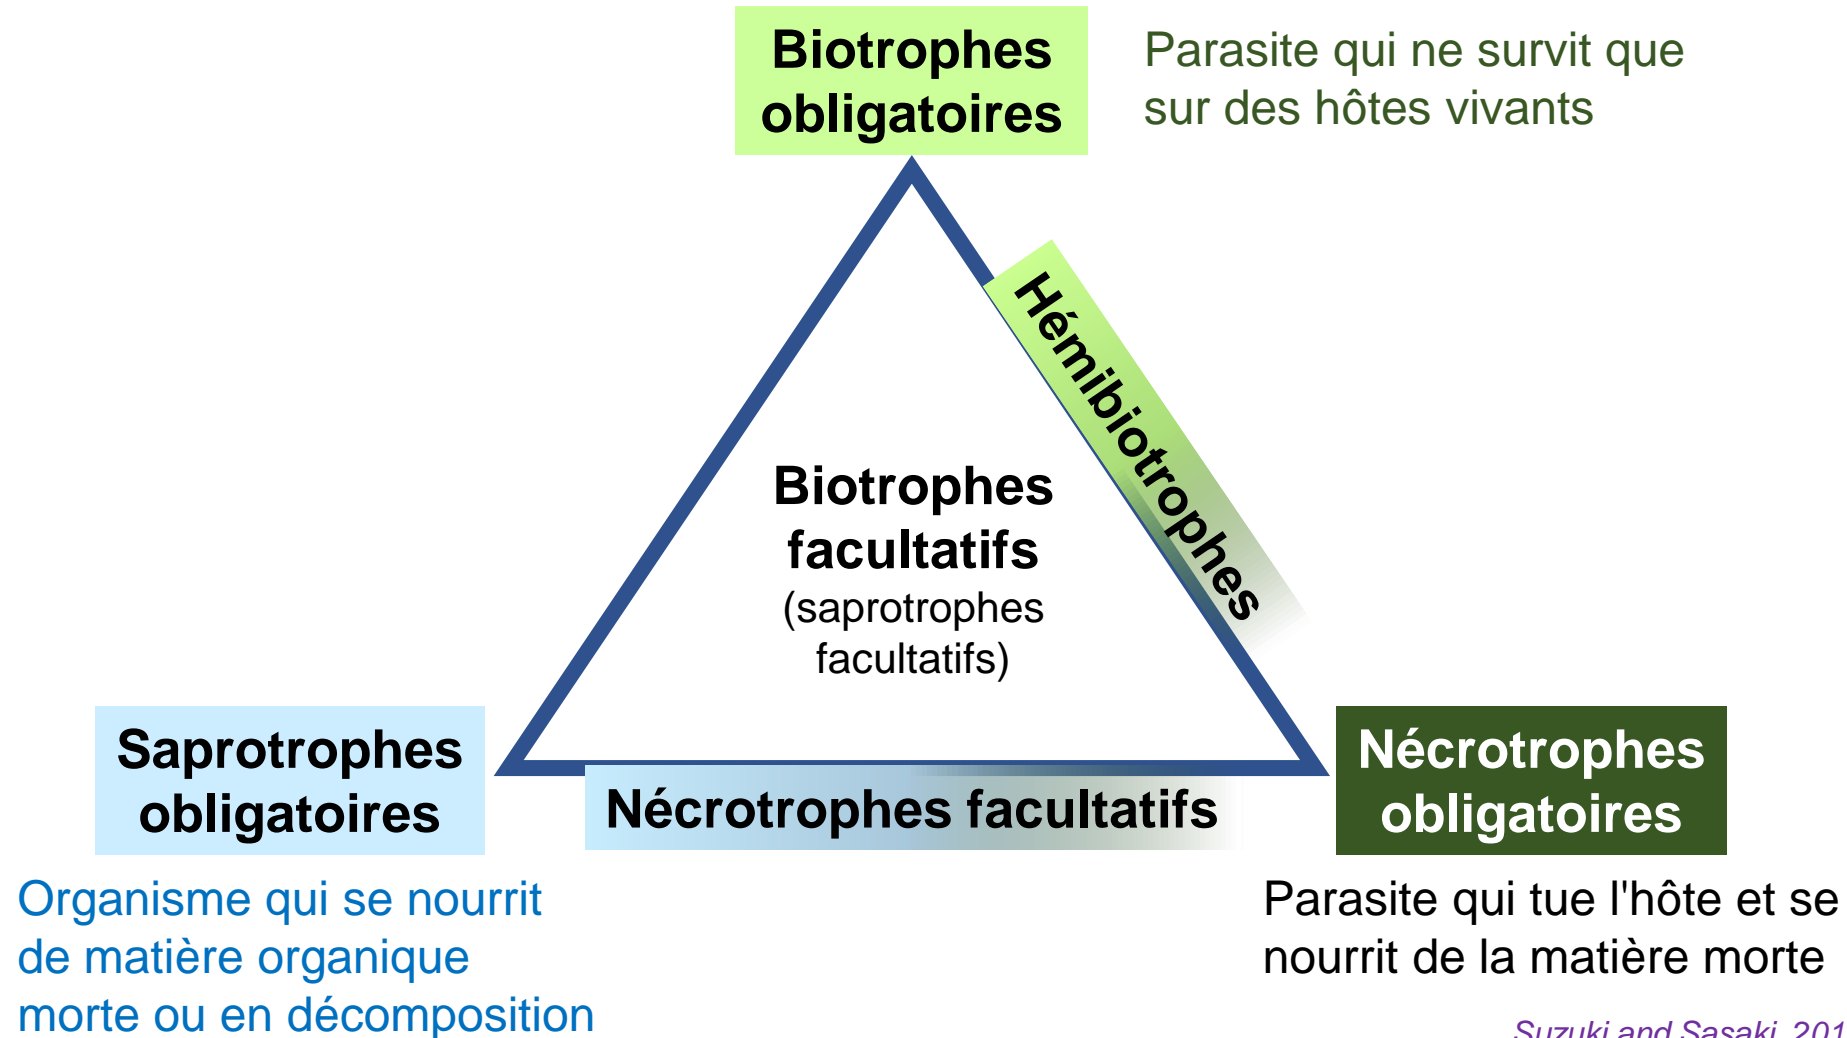 Biotrophes
obligatoires
Parasite qui ne survit que
sur des hôtes vivants
Hémibiotrophes
Biotrophes
facultatifs
(saprotrophes
facultatifs)
Saprotrophes
obligatoires
Nécrotrophes facultatifs
Nécrotrophes
obligatoires
Organisme qui se nourrit
de matière organique
morte ou en décomposition
Parasite qui tue l'hôte et se
nourrit de la matière morte
Suzuki and Sasaki